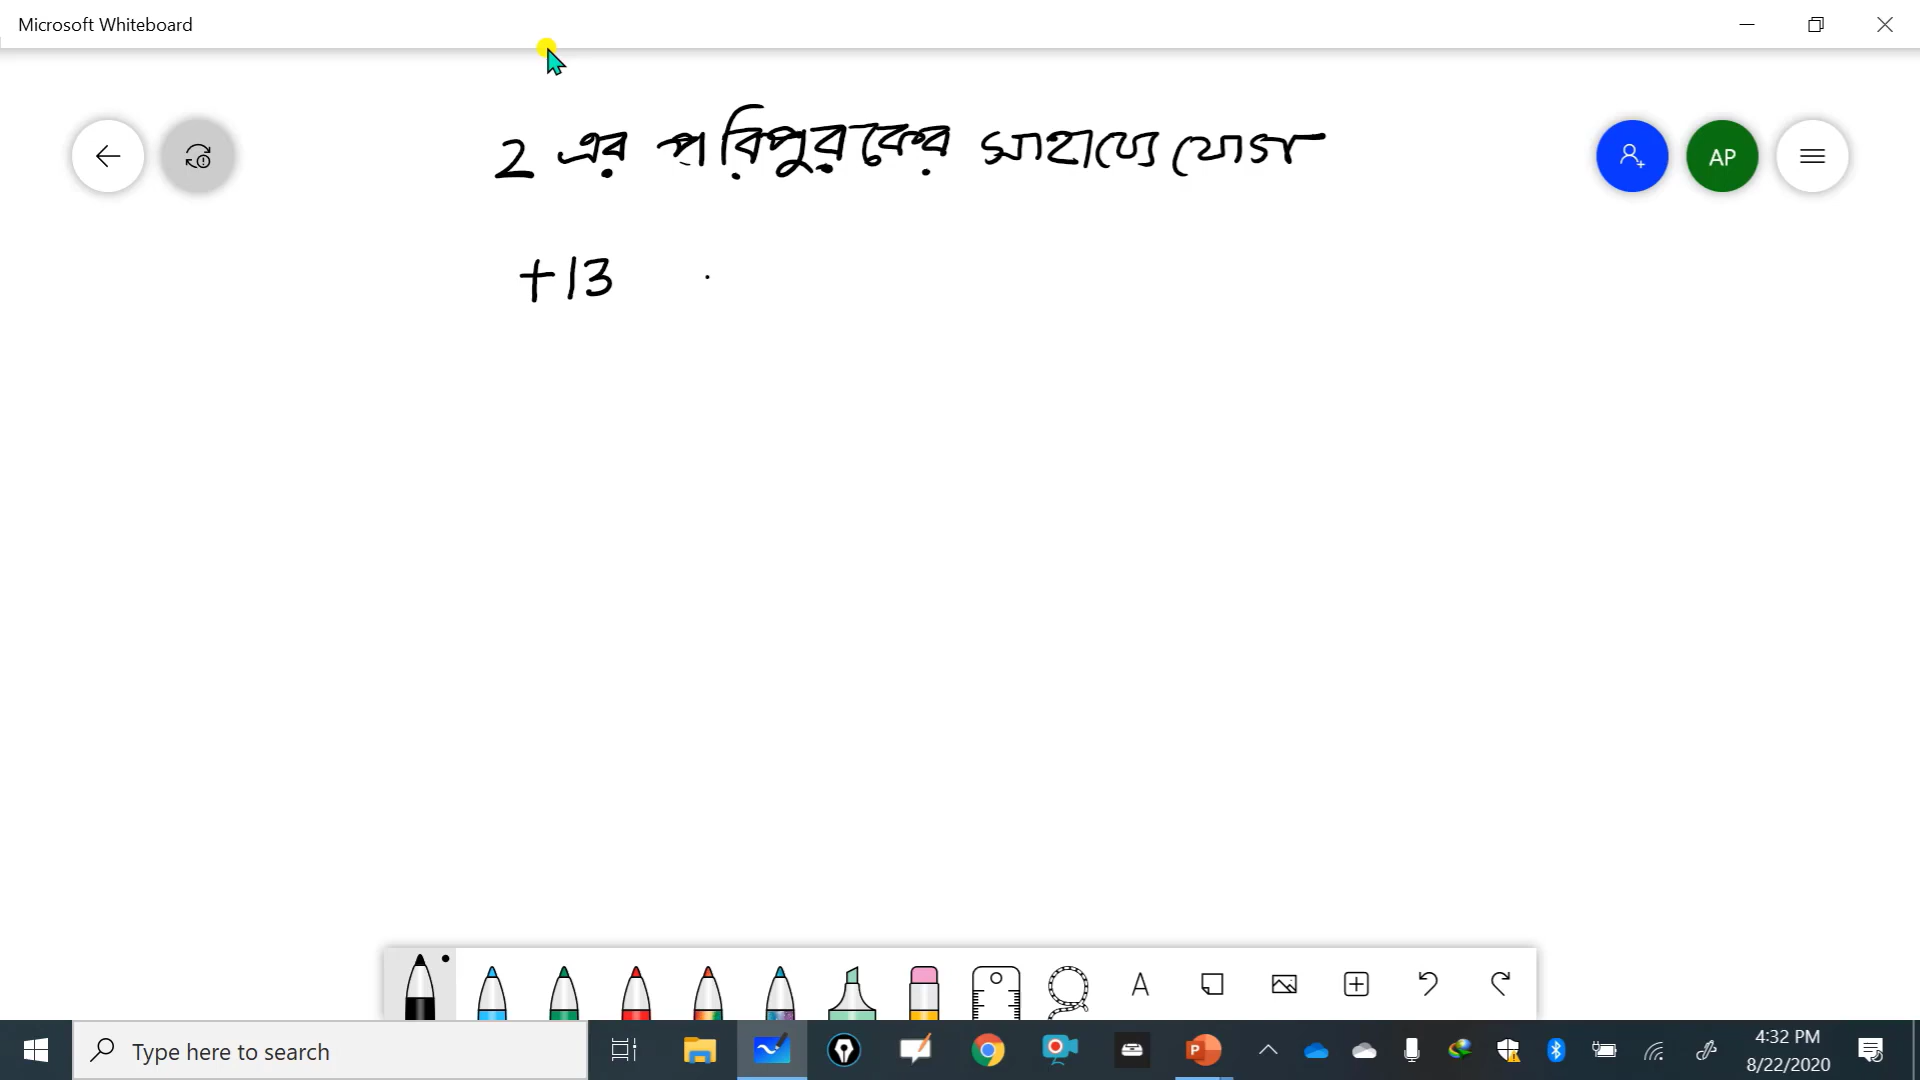 Microsoft Whiteboard
2 এর পরিপুরকের সাহায্যে যোগ
AP
+13
A
Type here to search
4:32 PM
8/22/2020